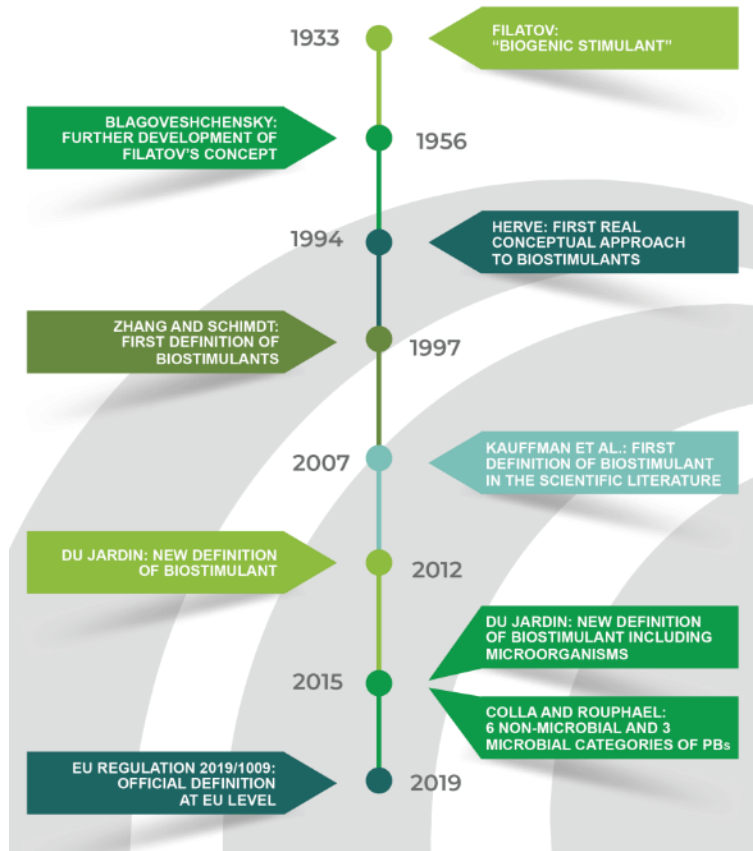 1933
FILATOV:
“BIOGENIC STIMULANT”
BLAGOVESHCHENSKY:
FURTHER DEVELOPMENT OF
FILATOV’S CONCEPT
1956
1994
HERVE: FIRST REAL
CONCEPTUAL APPROACH
TO BIOSTIMULANTS
ZHANG AND SCHIMDT:
FIRST DEFINITION OF
BIOSTIMULANTS
1997
2007
KAUFFMAN ET AL.: FIRST
DEFINITION OF BIOSTIMULANT
IN THE SCIENTIFIC LITERATURE
DU JARDIN: NEW DEFINITION
OF BIOSTIMULANT
2012
2015
DU JARDIN: NEW DEFINITION
OF BIOSTIMULANT INCLUDING
MICROORGANISMS
COLLA AND ROUPHAEL:
6 NON-MICROBIAL AND 3
MICROBIAL CATEGORIES OF PBs
EU REGULATION 2019/1009:
OFFICIAL DEFINITION
AT EU LEVEL
2019